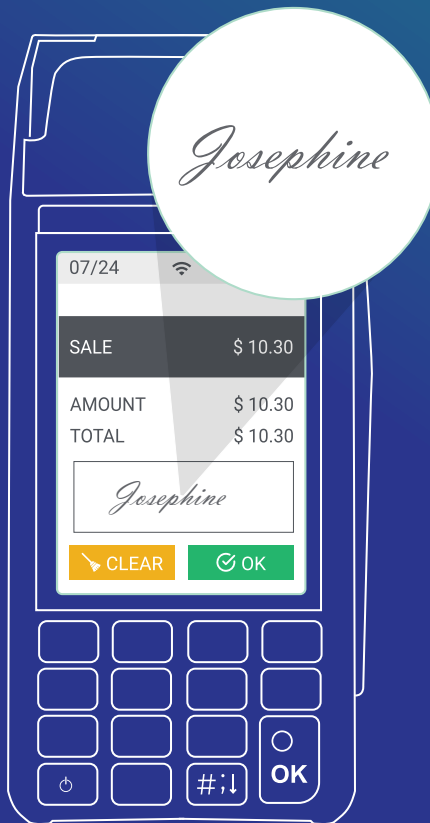 Josephine
07/24
SALE $ 10.30
AMOUNT $ 10.30
TOTAL $ 10.30
Josephine
CLEAR OK
#;↓ OK